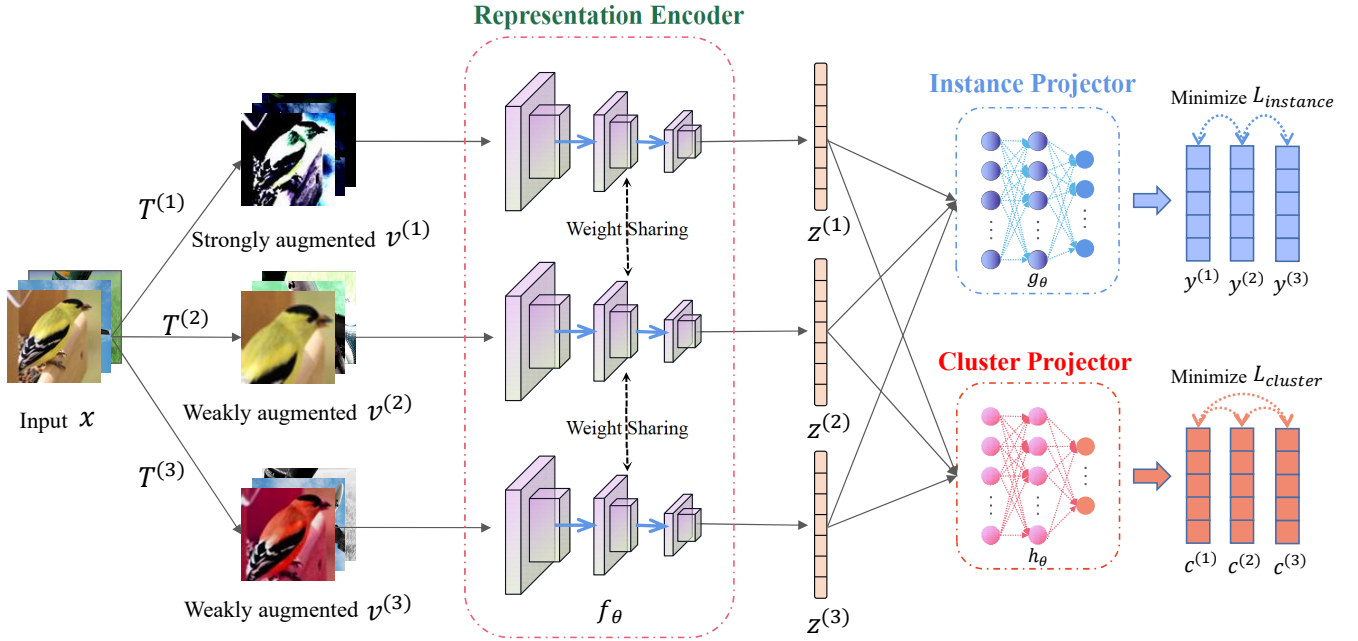 Representation Encoder
Instance Projector
Minimize L_instance
T^(1)
Strongly augmented v^(1)
Weight Sharing
z^(1)
g_θ
y^(1) y^(2) y^(3)
T^(2)
Input x
Weakly augmented v^(2)
Weight Sharing
z^(2)
Cluster Projector
Minimize L_cluster
T^(3)
Weakly augmented v^(3)
f_θ
z^(3)
h_θ
c^(1) c^(2) c^(3)